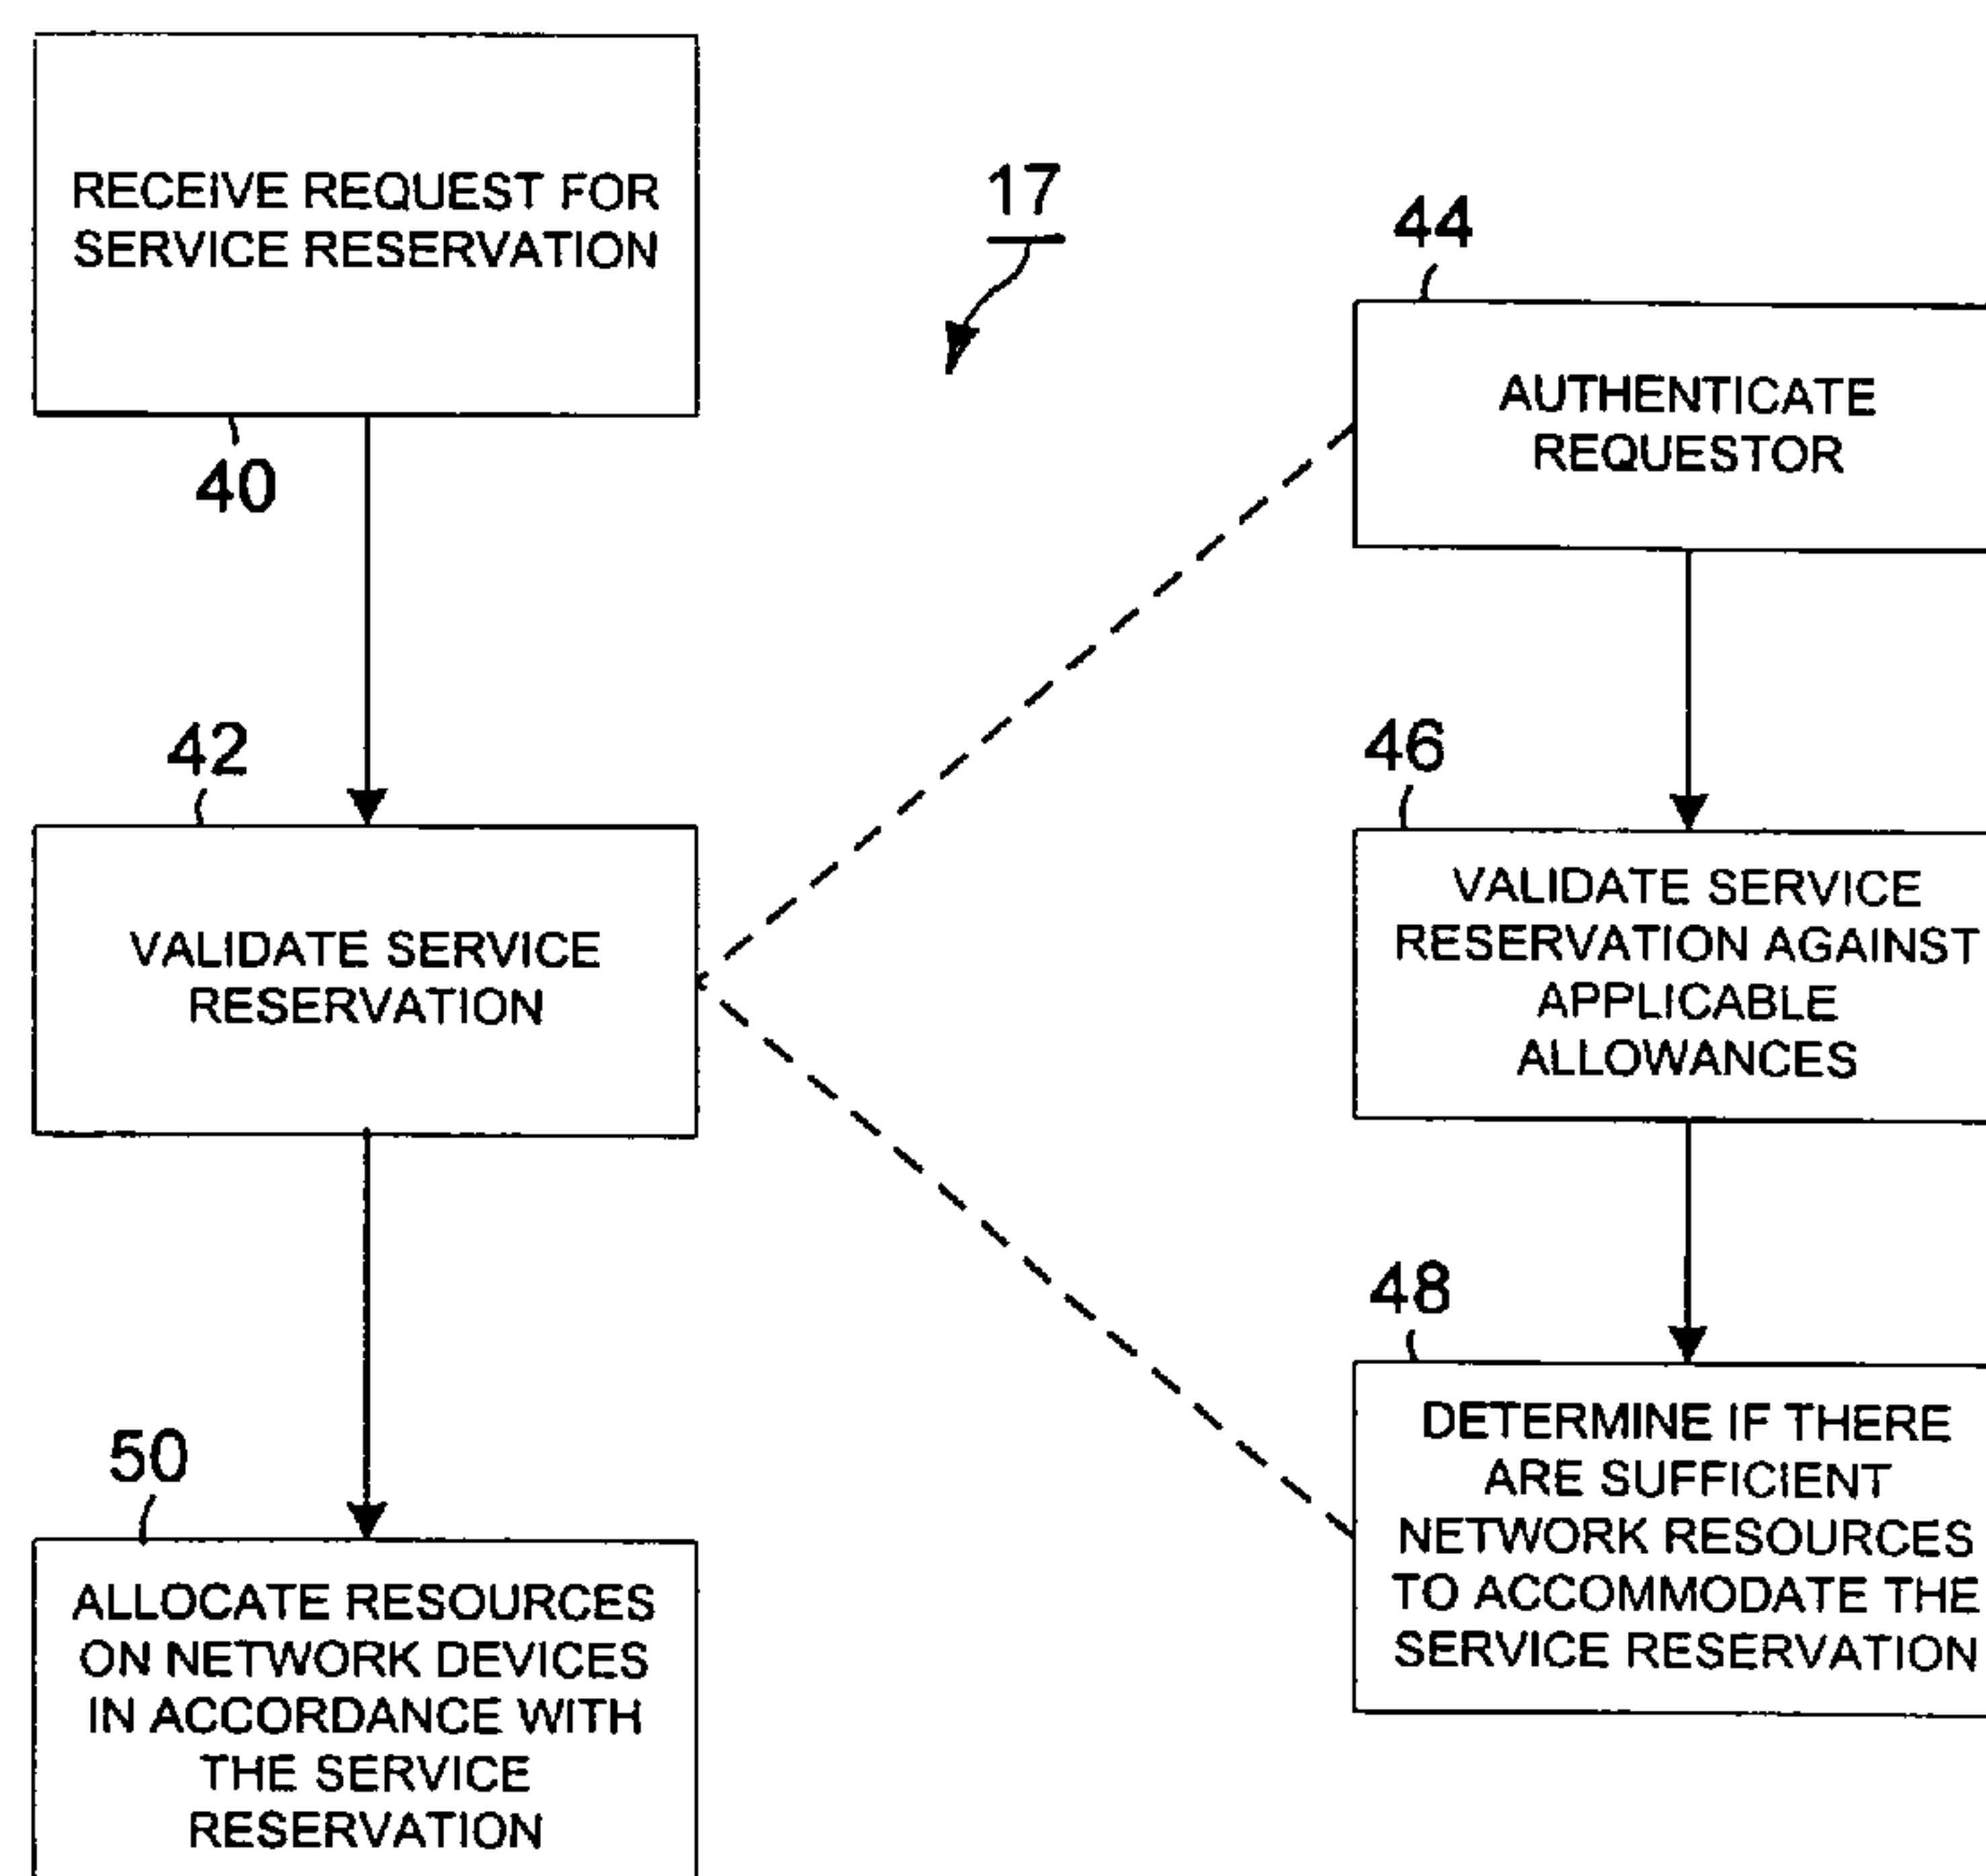 RECEIVE REQUEST FOR
SERVICE RESERVATION
40
17
42
VALIDATE SERVICE
RESERVATION
50
ALLOCATE RESOURCES
ON NETWORK DEVICES
IN ACCORDANCE WITH
THE SERVICE
RESERVATION
44
AUTHENTICATE
REQUESTOR
46
VALIDATE SERVICE
RESERVATION AGAINST
APPLICABLE
ALLOWANCES
48
DETERMINE IF THERE
ARE SUFFICIENT
NETWORK RESOURCES
TO ACCOMMODATE THE
SERVICE RESERVATION